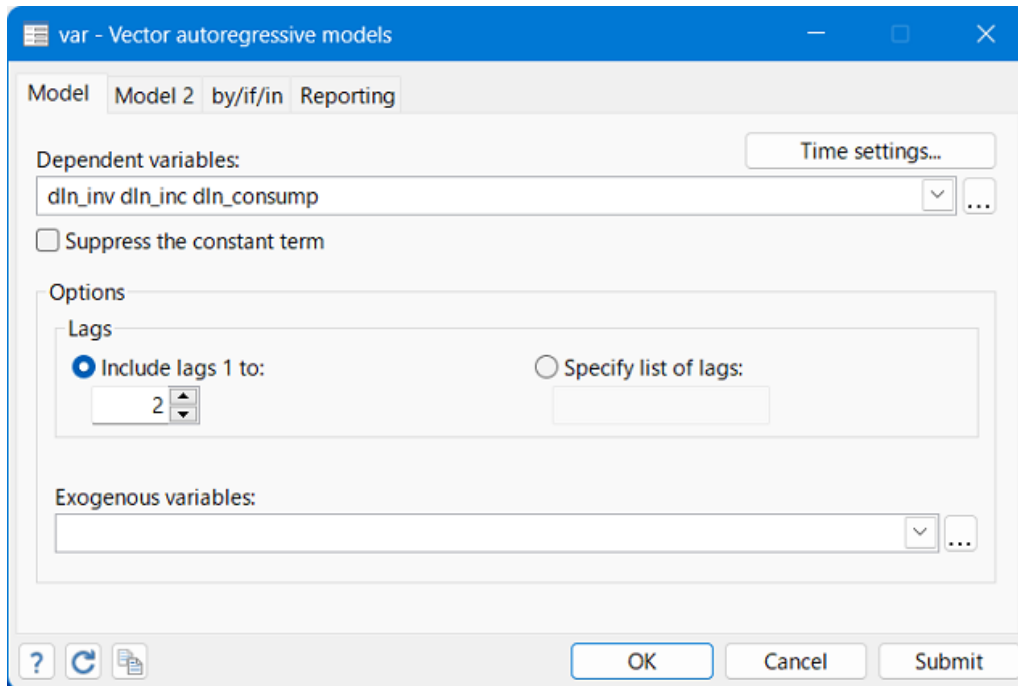 var - Vector autoregressive models
Model Model 2 by/if/in Reporting
Time settings...
Dependent variables:
dln_inv dln_inc dln_consump
...
Suppress the constant term
Options
Lags
Include lags 1 to:
Specify list of lags:
2
Exogenous variables:
...
? OK Cancel Submit